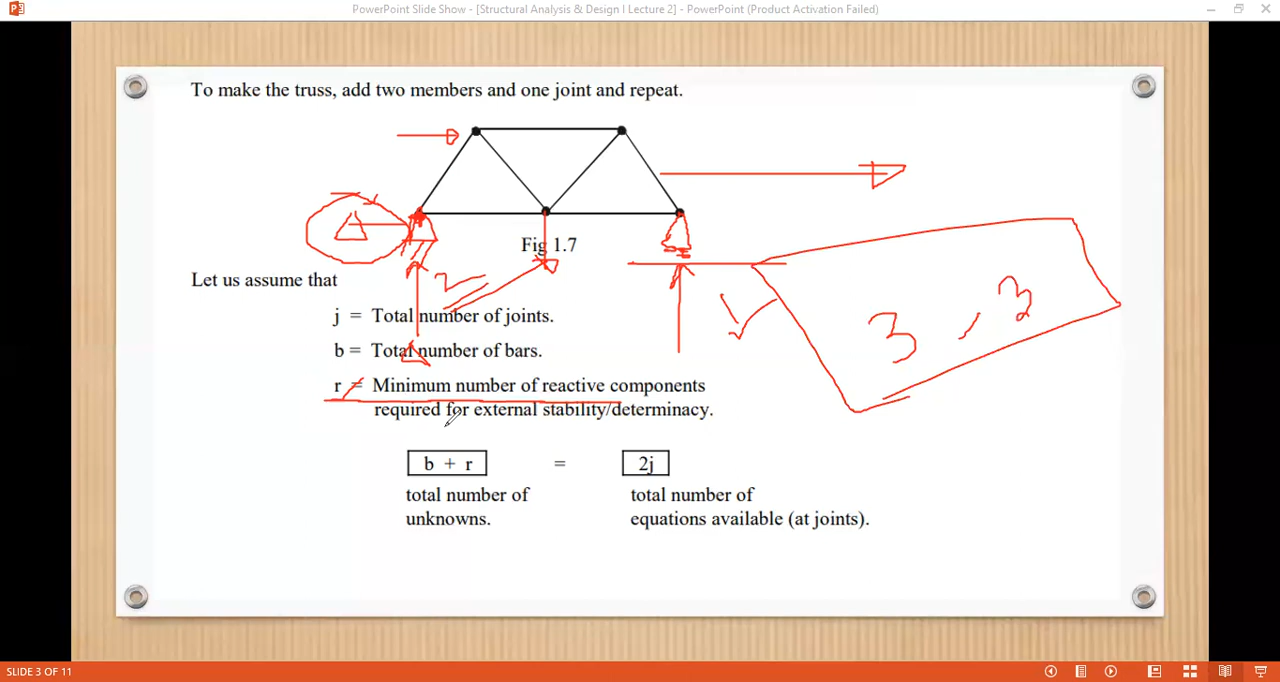 PowerPoint Slide Show - [Structural Analysis & Design I Lecture 2] - PowerPoint (Product Activation Failed)
To make the truss, add two members and one joint and repeat.
Fig 1.7
Let us assume that
2
j = Total number of joints.
1
3 , 3
b = Total number of bars.
r = Minimum number of reactive components
required for external stability/determinacy.
b + r = 2j
total number of total number of
unknowns. equations available (at joints).
SLIDE 3 OF 11